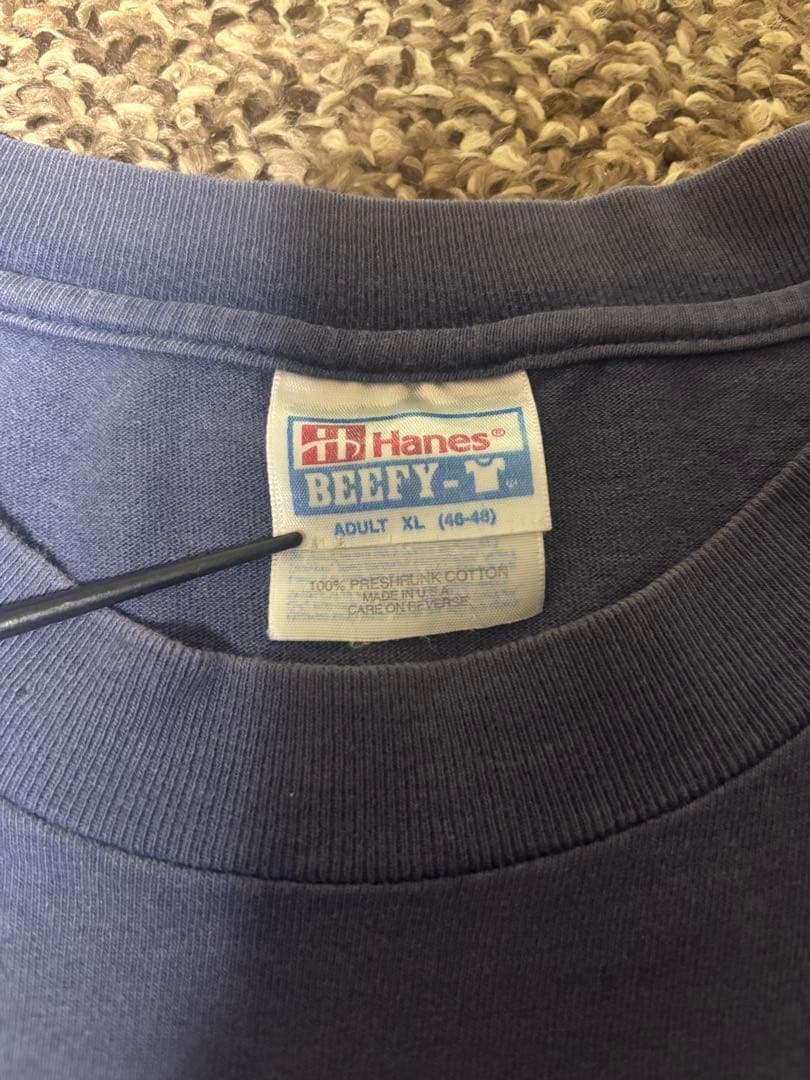 Hanes®
BEEFY-
ADULT XL (46-48)
100% PRESHRUNK COTTON
MADE IN U.S.A
CARE ON REVERSE